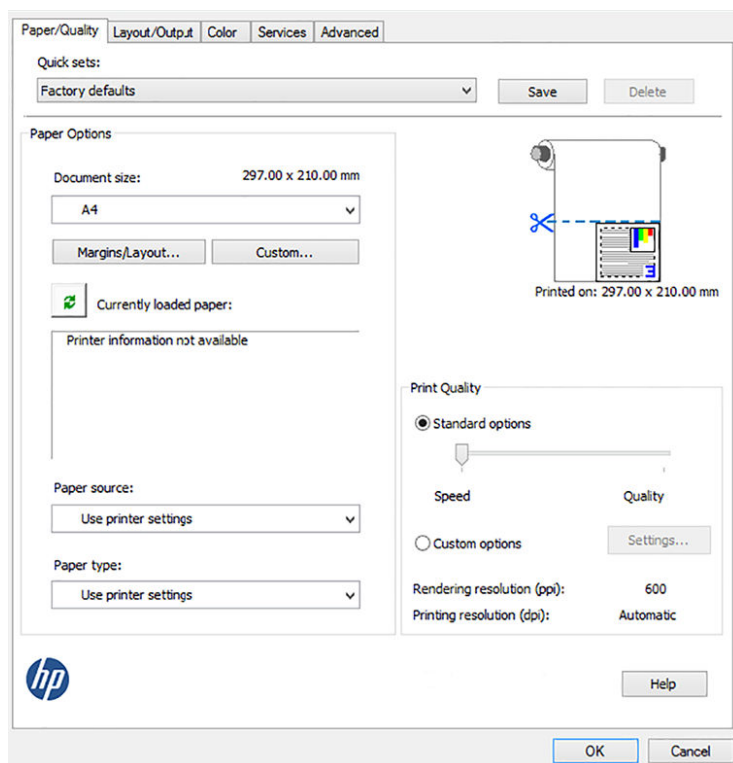 Paper/Quality Layout/Output Color Services Advanced
Quick sets:
Factory defaults Save Delete
Paper Options
Document size: 297.00 x 210.00 mm
A4
Margins/Layout... Custom...
Currently loaded paper:
Printer information not available
Printed on: 297.00 x 210.00 mm
Print Quality
Standard options
Speed Quality
Custom options Settings...
Rendering resolution (ppi): 600
Printing resolution (dpi): Automatic
Paper source:
Use printer settings
Paper type:
Use printer settings
hp
Help
OK Cancel